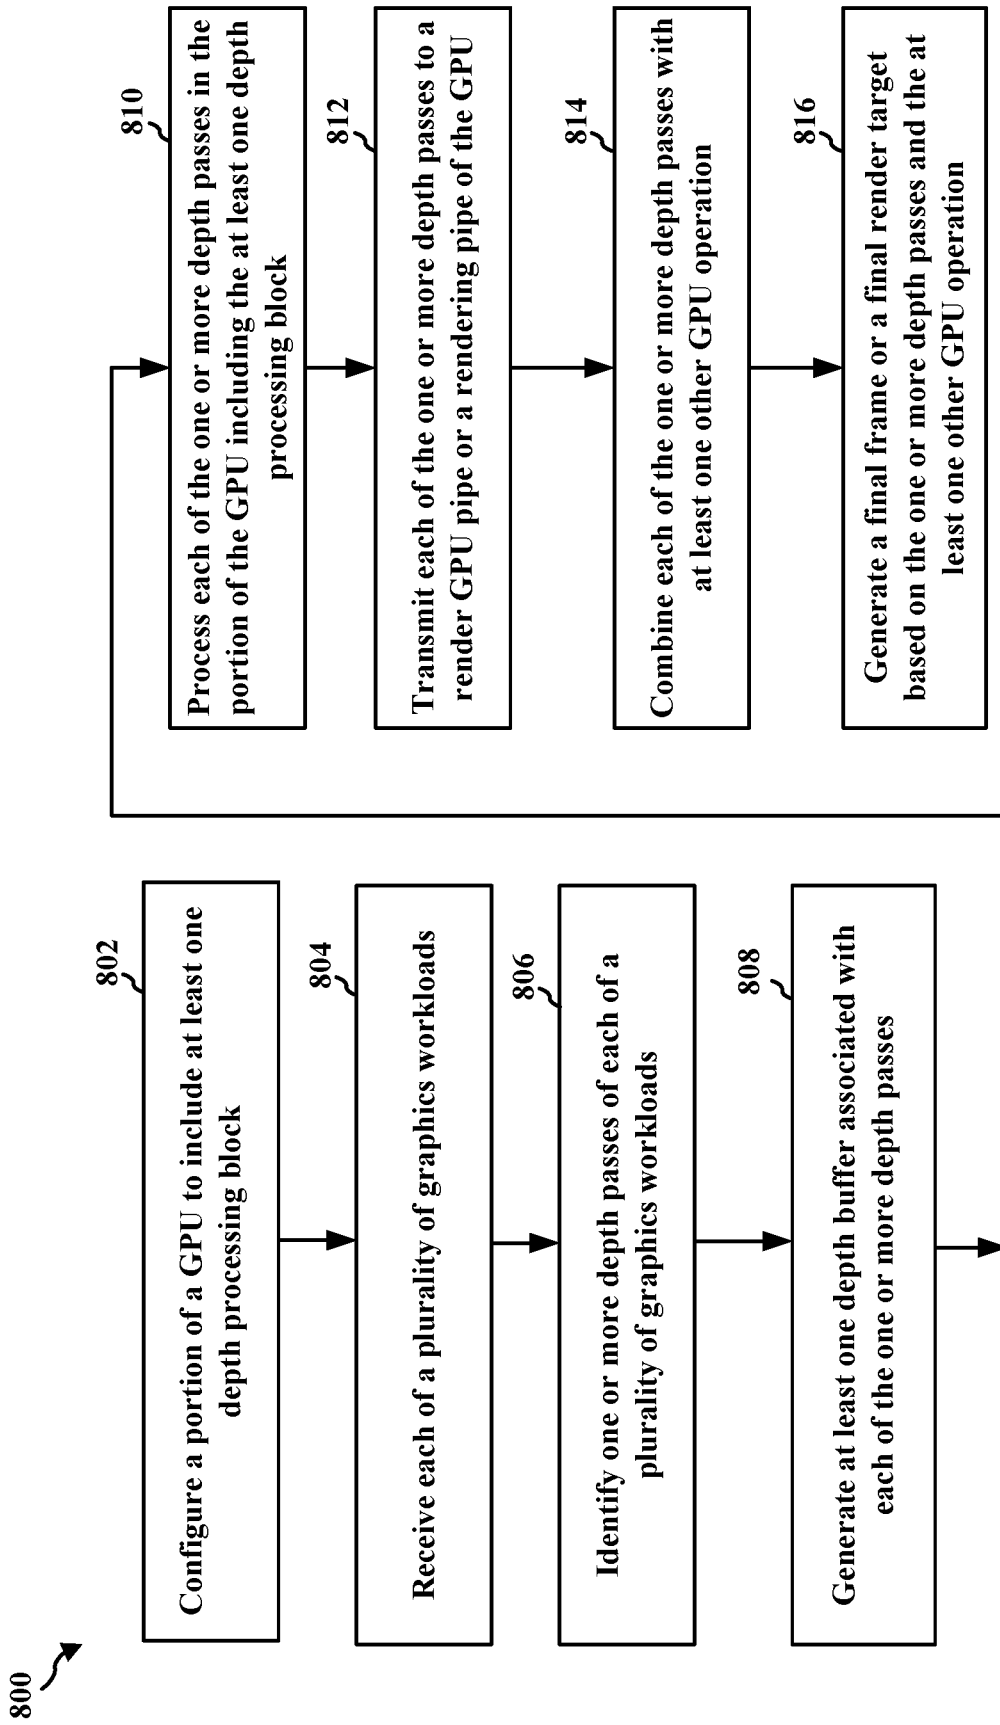 800
802
Configure a portion of a GPU to include at least one
depth processing block
804
Receive each of a plurality of graphics workloads
806
Identify one or more depth passes of each of a
plurality of graphics workloads
808
Generate at least one depth buffer associated with
each of the one or more depth passes
810
Process each of the one or more depth passes in the
portion of the GPU including the at least one depth
processing block
812
Transmit each of the one or more depth passes to a
render GPU pipe or a rendering pipe of the GPU
814
Combine each of the one or more depth passes with
at least one other GPU operation
816
Generate a final frame or a final render target
based on the one or more depth passes and the at
least one other GPU operation